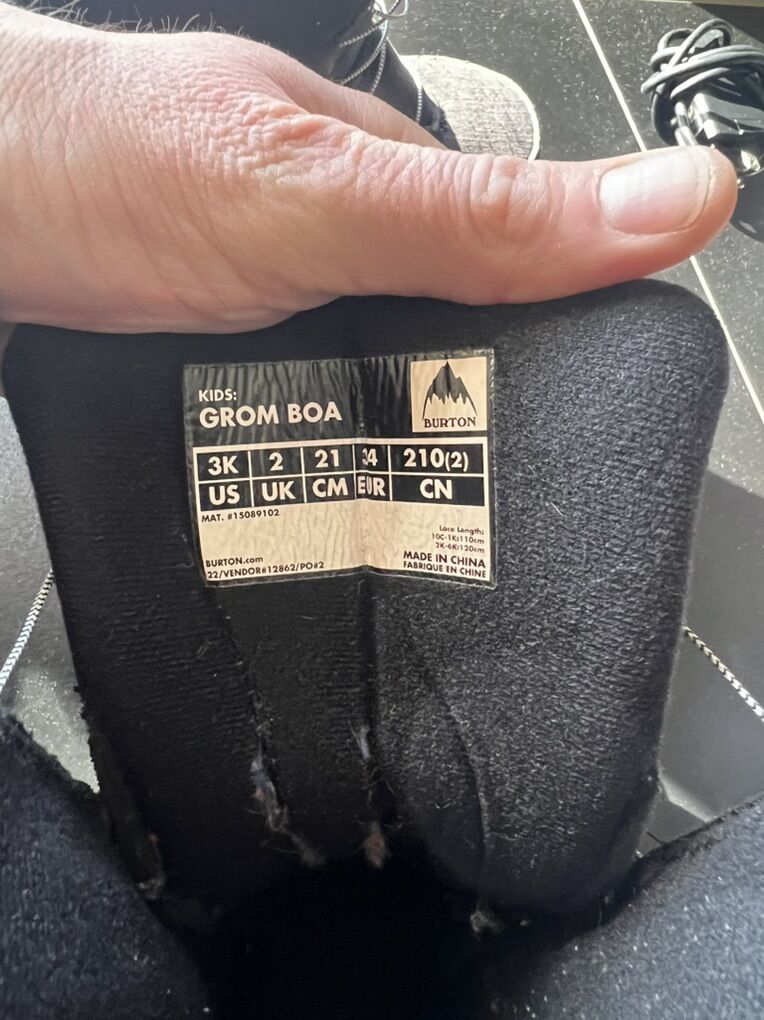 KIDS:
GROM BOA
BURTON
3K 2 21 34 210(2)
US UK CM EUR CN
MAT. #15089102
Lace Length:
10C-1K:110cm
2K-6K:120cm
BURTON.com
MADE IN CHINA
22/VENDOR#12862/PO#2
FABRIQUE EN CHINE